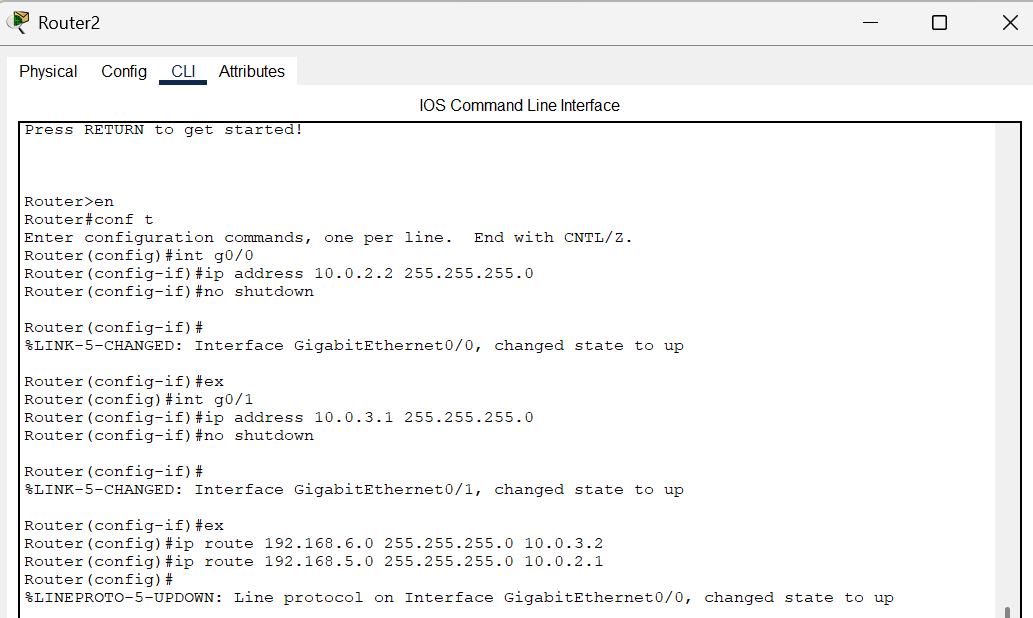 Router2
Physical Config CLI Attributes
IOS Command Line Interface
Press RETURN to get started!
Router>en
Router#conf t
Enter configuration commands, one per line.  End with CNTL/Z.
Router(config)#int g0/0
Router(config-if)#ip address 10.0.2.2 255.255.255.0
Router(config-if)#no shutdown
Router(config-if)#
%LINK-5-CHANGED: Interface GigabitEthernet0/0, changed state to up
Router(config-if)#ex
Router(config)#int g0/1
Router(config-if)#ip address 10.0.3.1 255.255.255.0
Router(config-if)#no shutdown
Router(config-if)#
%LINK-5-CHANGED: Interface GigabitEthernet0/1, changed state to up
Router(config-if)#ex
Router(config)#ip route 192.168.6.0 255.255.255.0 10.0.3.2
Router(config)#ip route 192.168.5.0 255.255.255.0 10.0.2.1
Router(config)#
%LINEPROTO-5-UPDOWN: Line protocol on Interface GigabitEthernet0/0, changed state to up